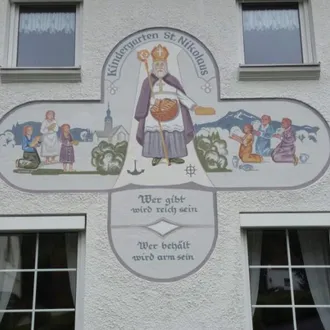 Kindergarten St. Nikolaus
Wer gibt
wird reich sein
Wer behält
wird arm sein